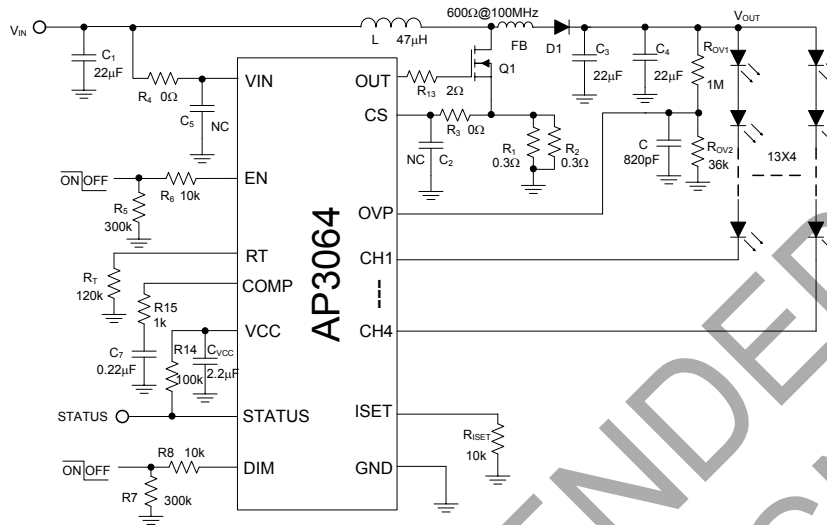 600Ω@100MHz
VIN
L 47μH
FB
D1
VOUT
C1
22μF
R4 0Ω
C5
NC
VIN
OUT
R13 2Ω
Q1
C3
22μF
C4
22μF
ROV1
1M
CS
R3 0Ω
NC C2
R1
0.3Ω
R2
0.3Ω
C
820pF
ROV2
36k
13X4
ON OFF
R6 10k
EN
R5
300k
OVP
RT
RT
120k
CH1
COMP
R15
1k
AP3064
C7
0.22μF
VCC
R14
100k
CVCC
2.2μF
CH4
STATUS
STATUS
ISET
RISET
10k
ON OFF
R8 10k
DIM
R7
300k
GND